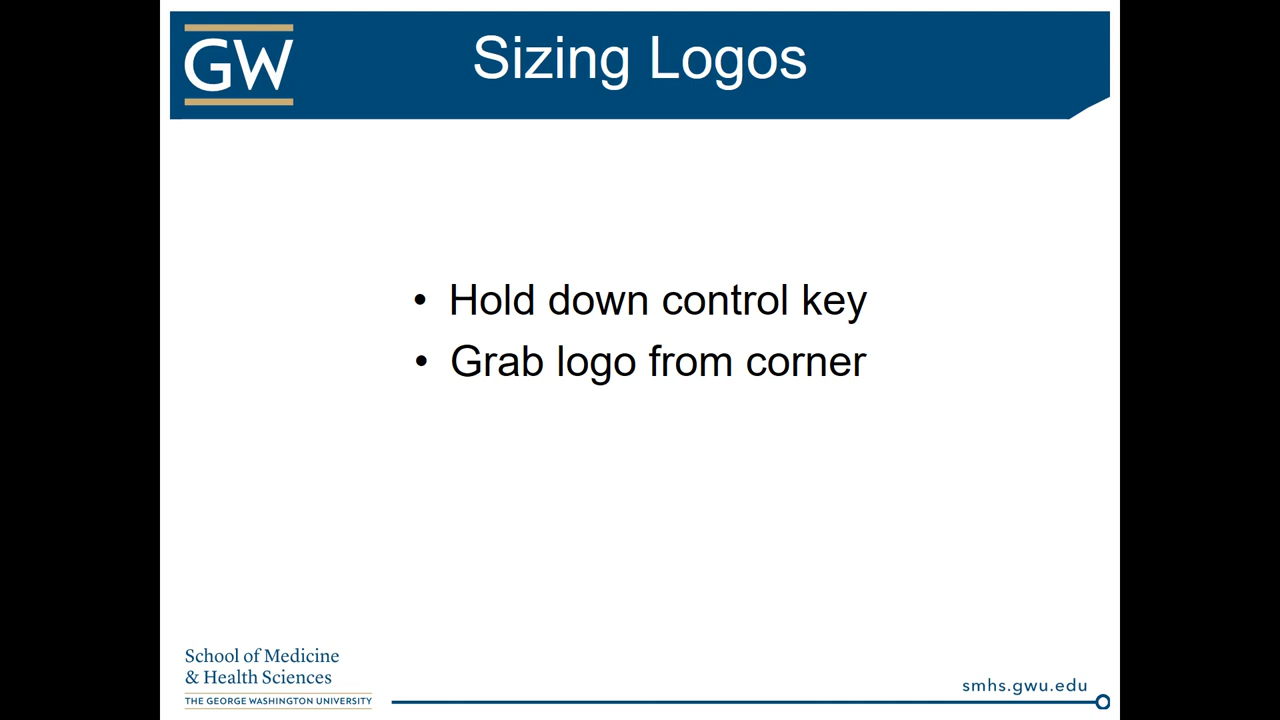 GW
Sizing Logos
• Hold down control key
• Grab logo from corner
School of Medicine
& Health Sciences
THE GEORGE WASHINGTON UNIVERSITY
smhs.gwu.edu